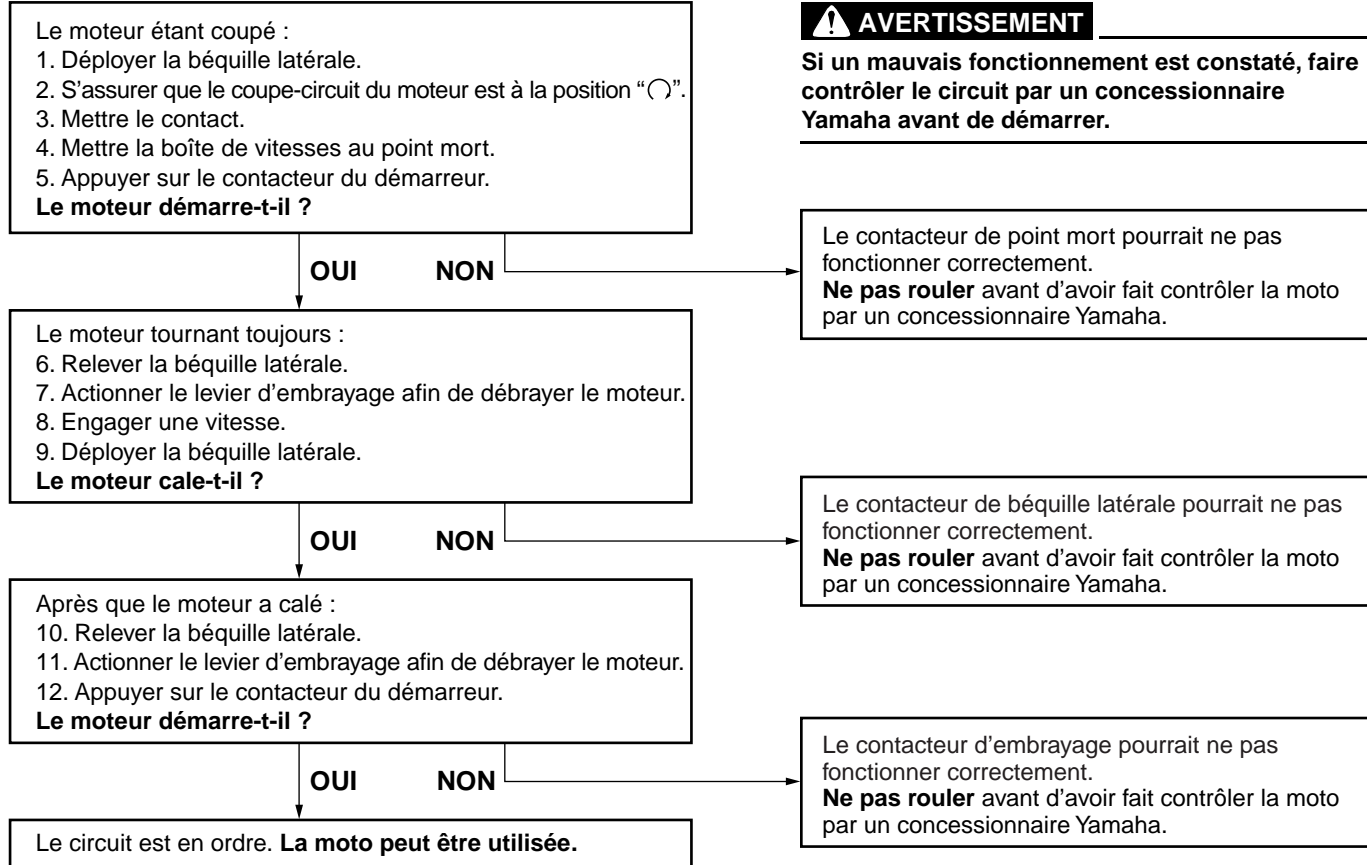 Le moteur étant coupé :
1. Déployer la béquille latérale.
2. S'assurer que le coupe-circuit du moteur est à la position “ ”.
3. Mettre le contact.
4. Mettre la boîte de vitesses au point mort.
5. Appuyer sur le contacteur du démarreur.
Le moteur démarre-t-il ?
AVERTISSEMENT
Si un mauvais fonctionnement est constaté, faire
contrôler le circuit par un concessionnaire
Yamaha avant de démarrer.
OUI NON
Le contacteur de point mort pourrait ne pas
fonctionner correctement.
Ne pas rouler avant d'avoir fait contrôler la moto
par un concessionnaire Yamaha.
Le moteur tournant toujours :
6. Relever la béquille latérale.
7. Actionner le levier d'embrayage afin de débrayer le moteur.
8. Engager une vitesse.
9. Déployer la béquille latérale.
Le moteur cale-t-il ?
OUI NON
Le contacteur de béquille latérale pourrait ne pas
fonctionner correctement.
Ne pas rouler avant d'avoir fait contrôler la moto
par un concessionnaire Yamaha.
Après que le moteur a calé :
10. Relever la béquille latérale.
11. Actionner le levier d'embrayage afin de débrayer le moteur.
12. Appuyer sur le contacteur du démarreur.
Le moteur démarre-t-il ?
OUI NON
Le contacteur d'embrayage pourrait ne pas
fonctionner correctement.
Ne pas rouler avant d'avoir fait contrôler la moto
par un concessionnaire Yamaha.
Le circuit est en ordre. La moto peut être utilisée.